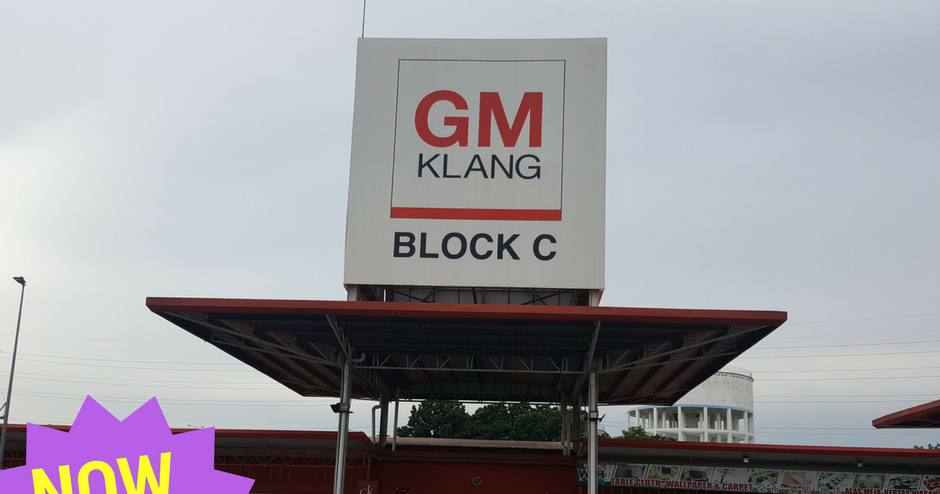 GM
KLANG
BLOCK C
TABLECLOTH, WALLPAPER & CARPET
NOW